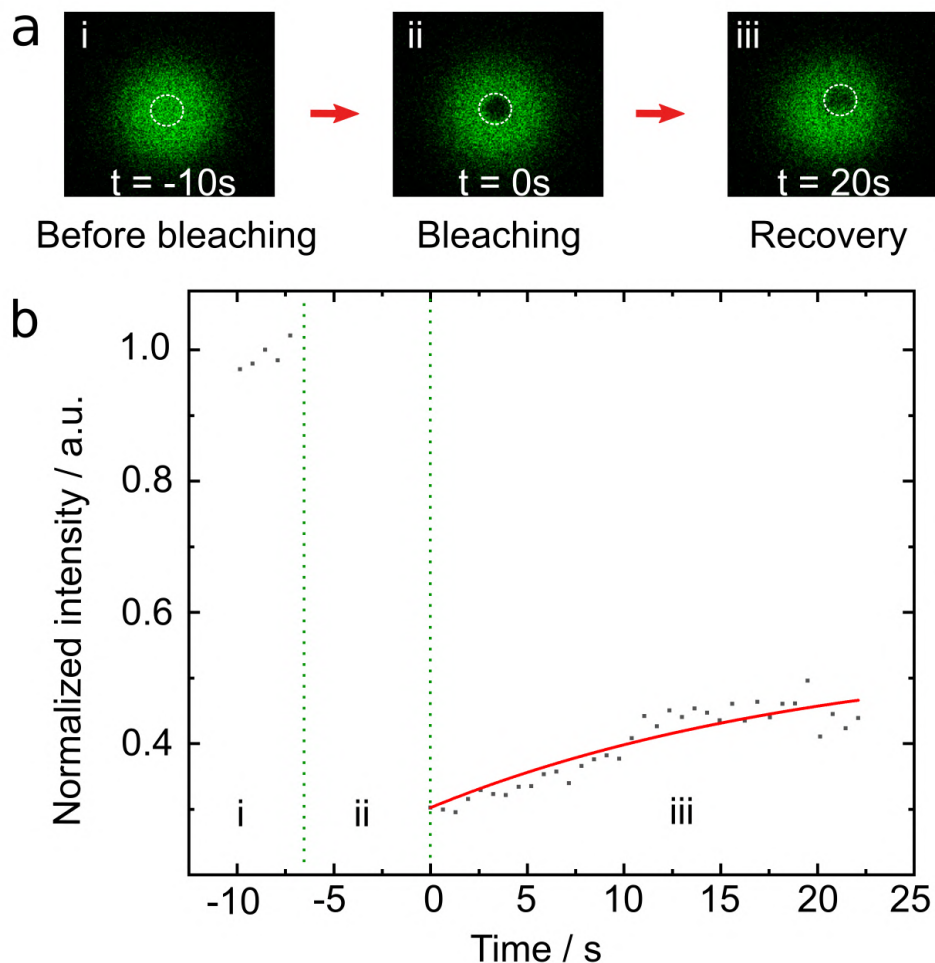 a
i
ii
iii
t = -10s
t = 0s
t = 20s
Before bleaching
Bleaching
Recovery
b
Normalized intensity / a.u.
1.0
0.8
0.6
0.4
i
ii
iii
-10
-5
0
5
10
15
20
25
Time / s